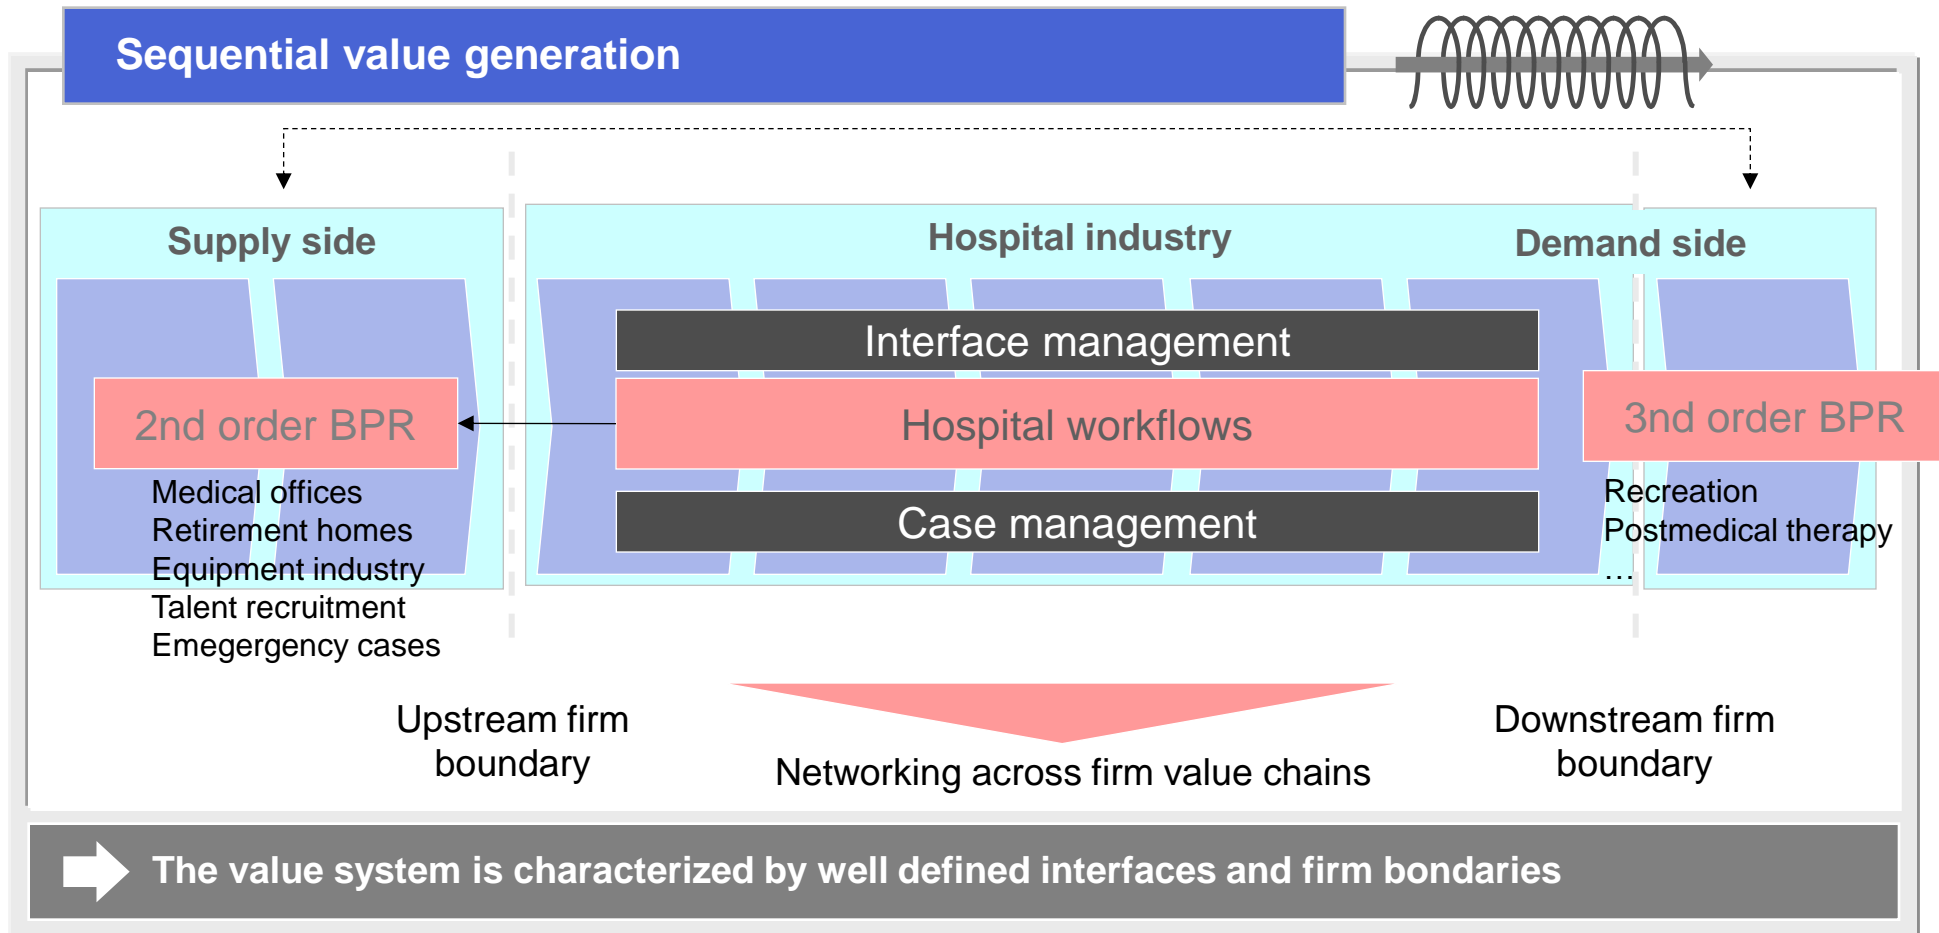 Sequential value generation
Supply side
Hospital industry
Demand side
Interface management
2nd order BPR
Hospital workflows
3nd order BPR
Case management
Medical offices
Retirement homes
Equipment industry
Talent recruitment
Emegergency cases
Recreation
Postmedical therapy
...
Upstream firm
boundary
Networking across firm value chains
Downstream firm
boundary
The value system is characterized by well defined interfaces and firm bondaries